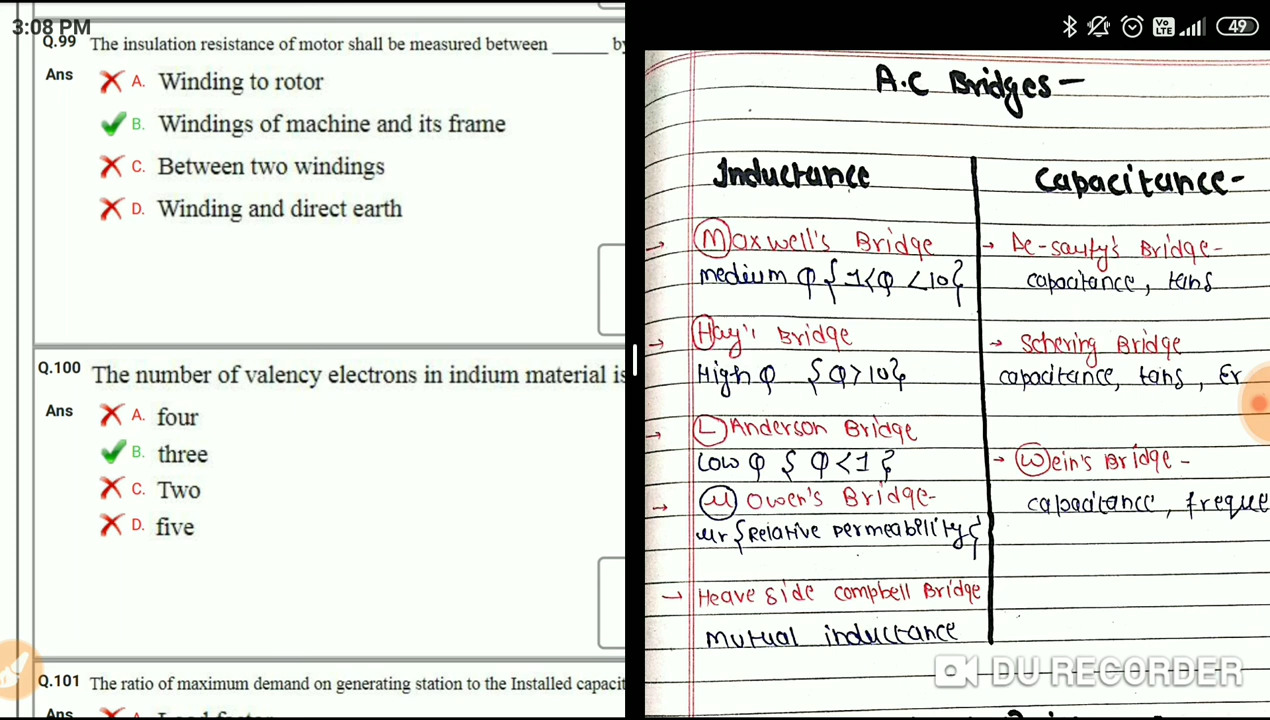 3:08 PM
49
Q.99 The insulation resistance of motor shall be measured between ______ b
Ans
A. Winding to rotor
B. Windings of machine and its frame
C. Between two windings
D. Winding and direct earth
Q.100 The number of valency electrons in indium material is
Ans
A. four
B. three
C. Two
D. five
Q.101 The ratio of maximum demand on generating station to the Installed capacit
Ans
A.C Bridges-
Inductance
→ Maxwell's Bridge
medium Q {1<Q <10}
→ Hay's Bridge
High Q {Q>10}
→ L Anderson Bridge
Low Q {Q<1}
→ μ Owen's Bridge-
μr {Relative permeability}
→ Heave side campbell Bridge
Mutual inductance
Capacitance-
→ De-sauty's Bridge-
capacitance, tanδ
→ Schering Bridge
capacitance, tanδ, Er
→ Wein's Bridge-
capacitance, freque
DU RECORDER